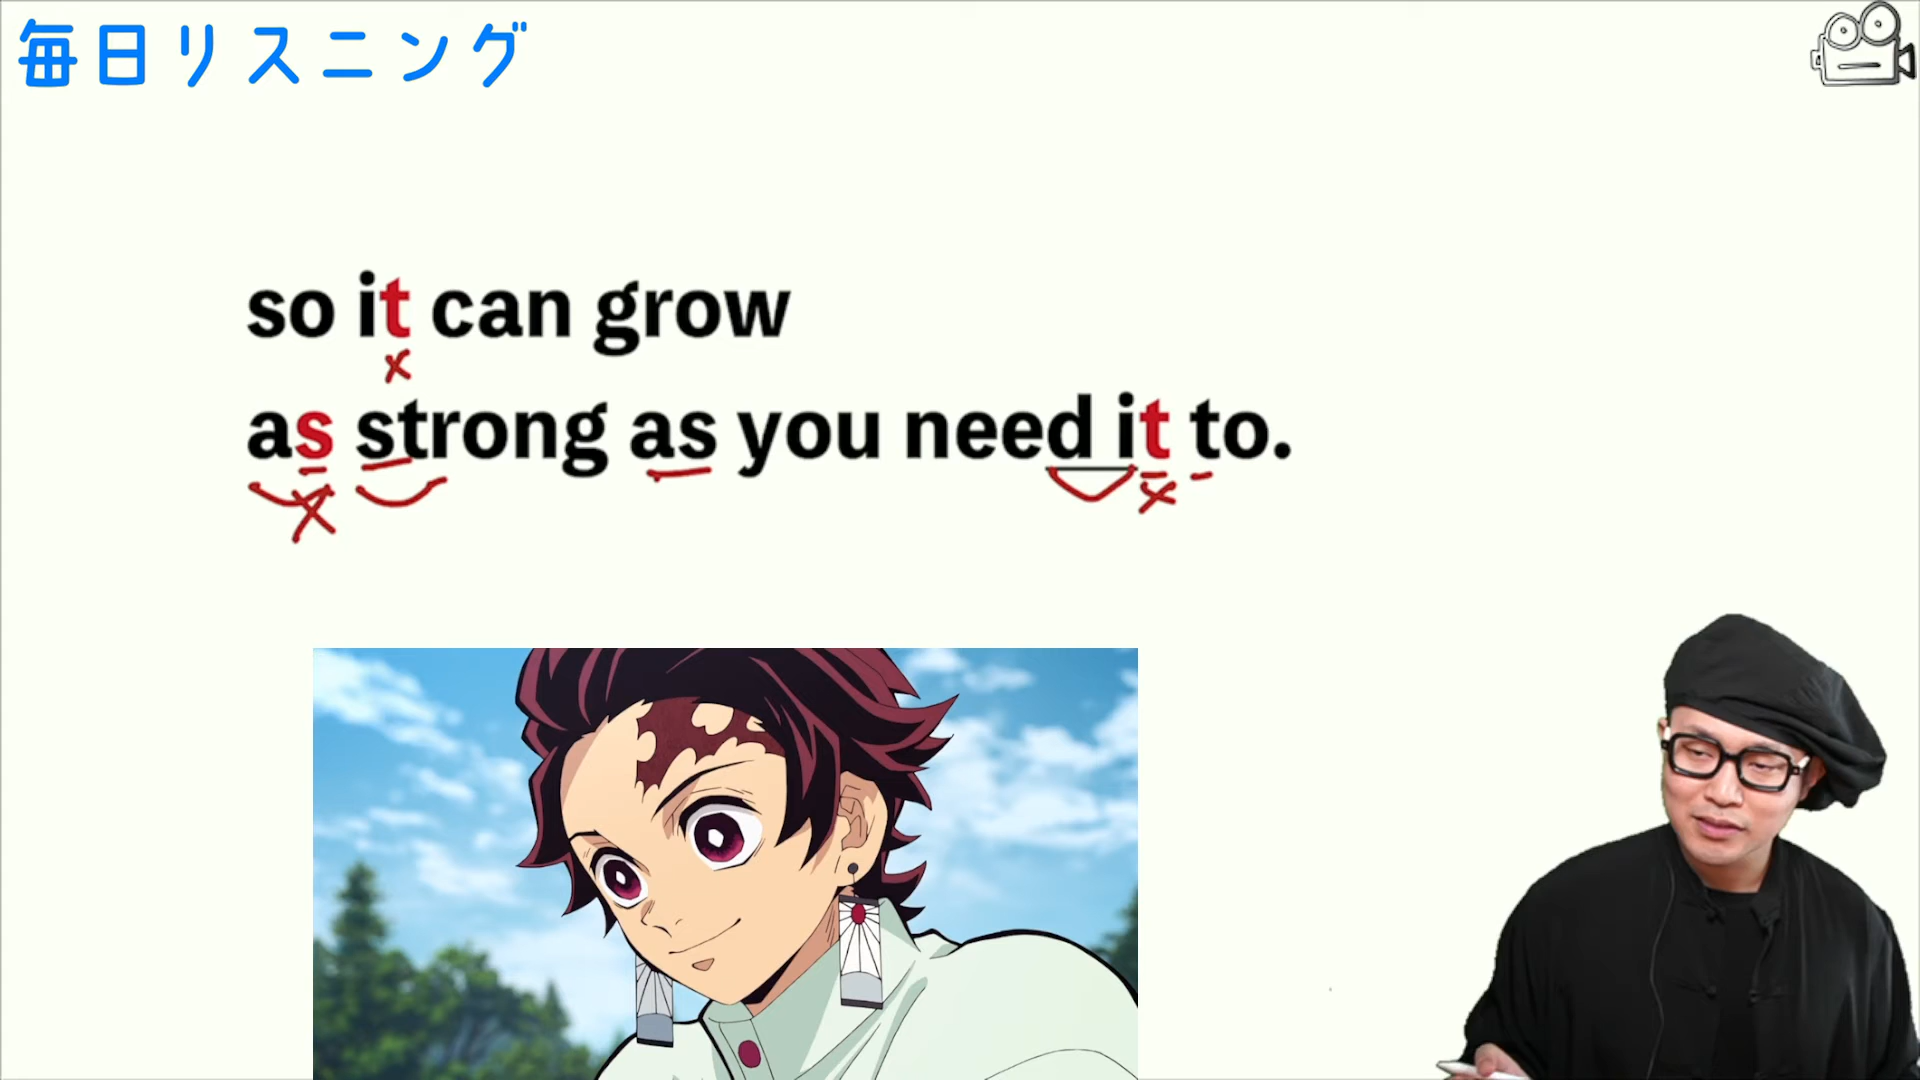 毎日リスニング
so it can grow
as strong as you need it to.